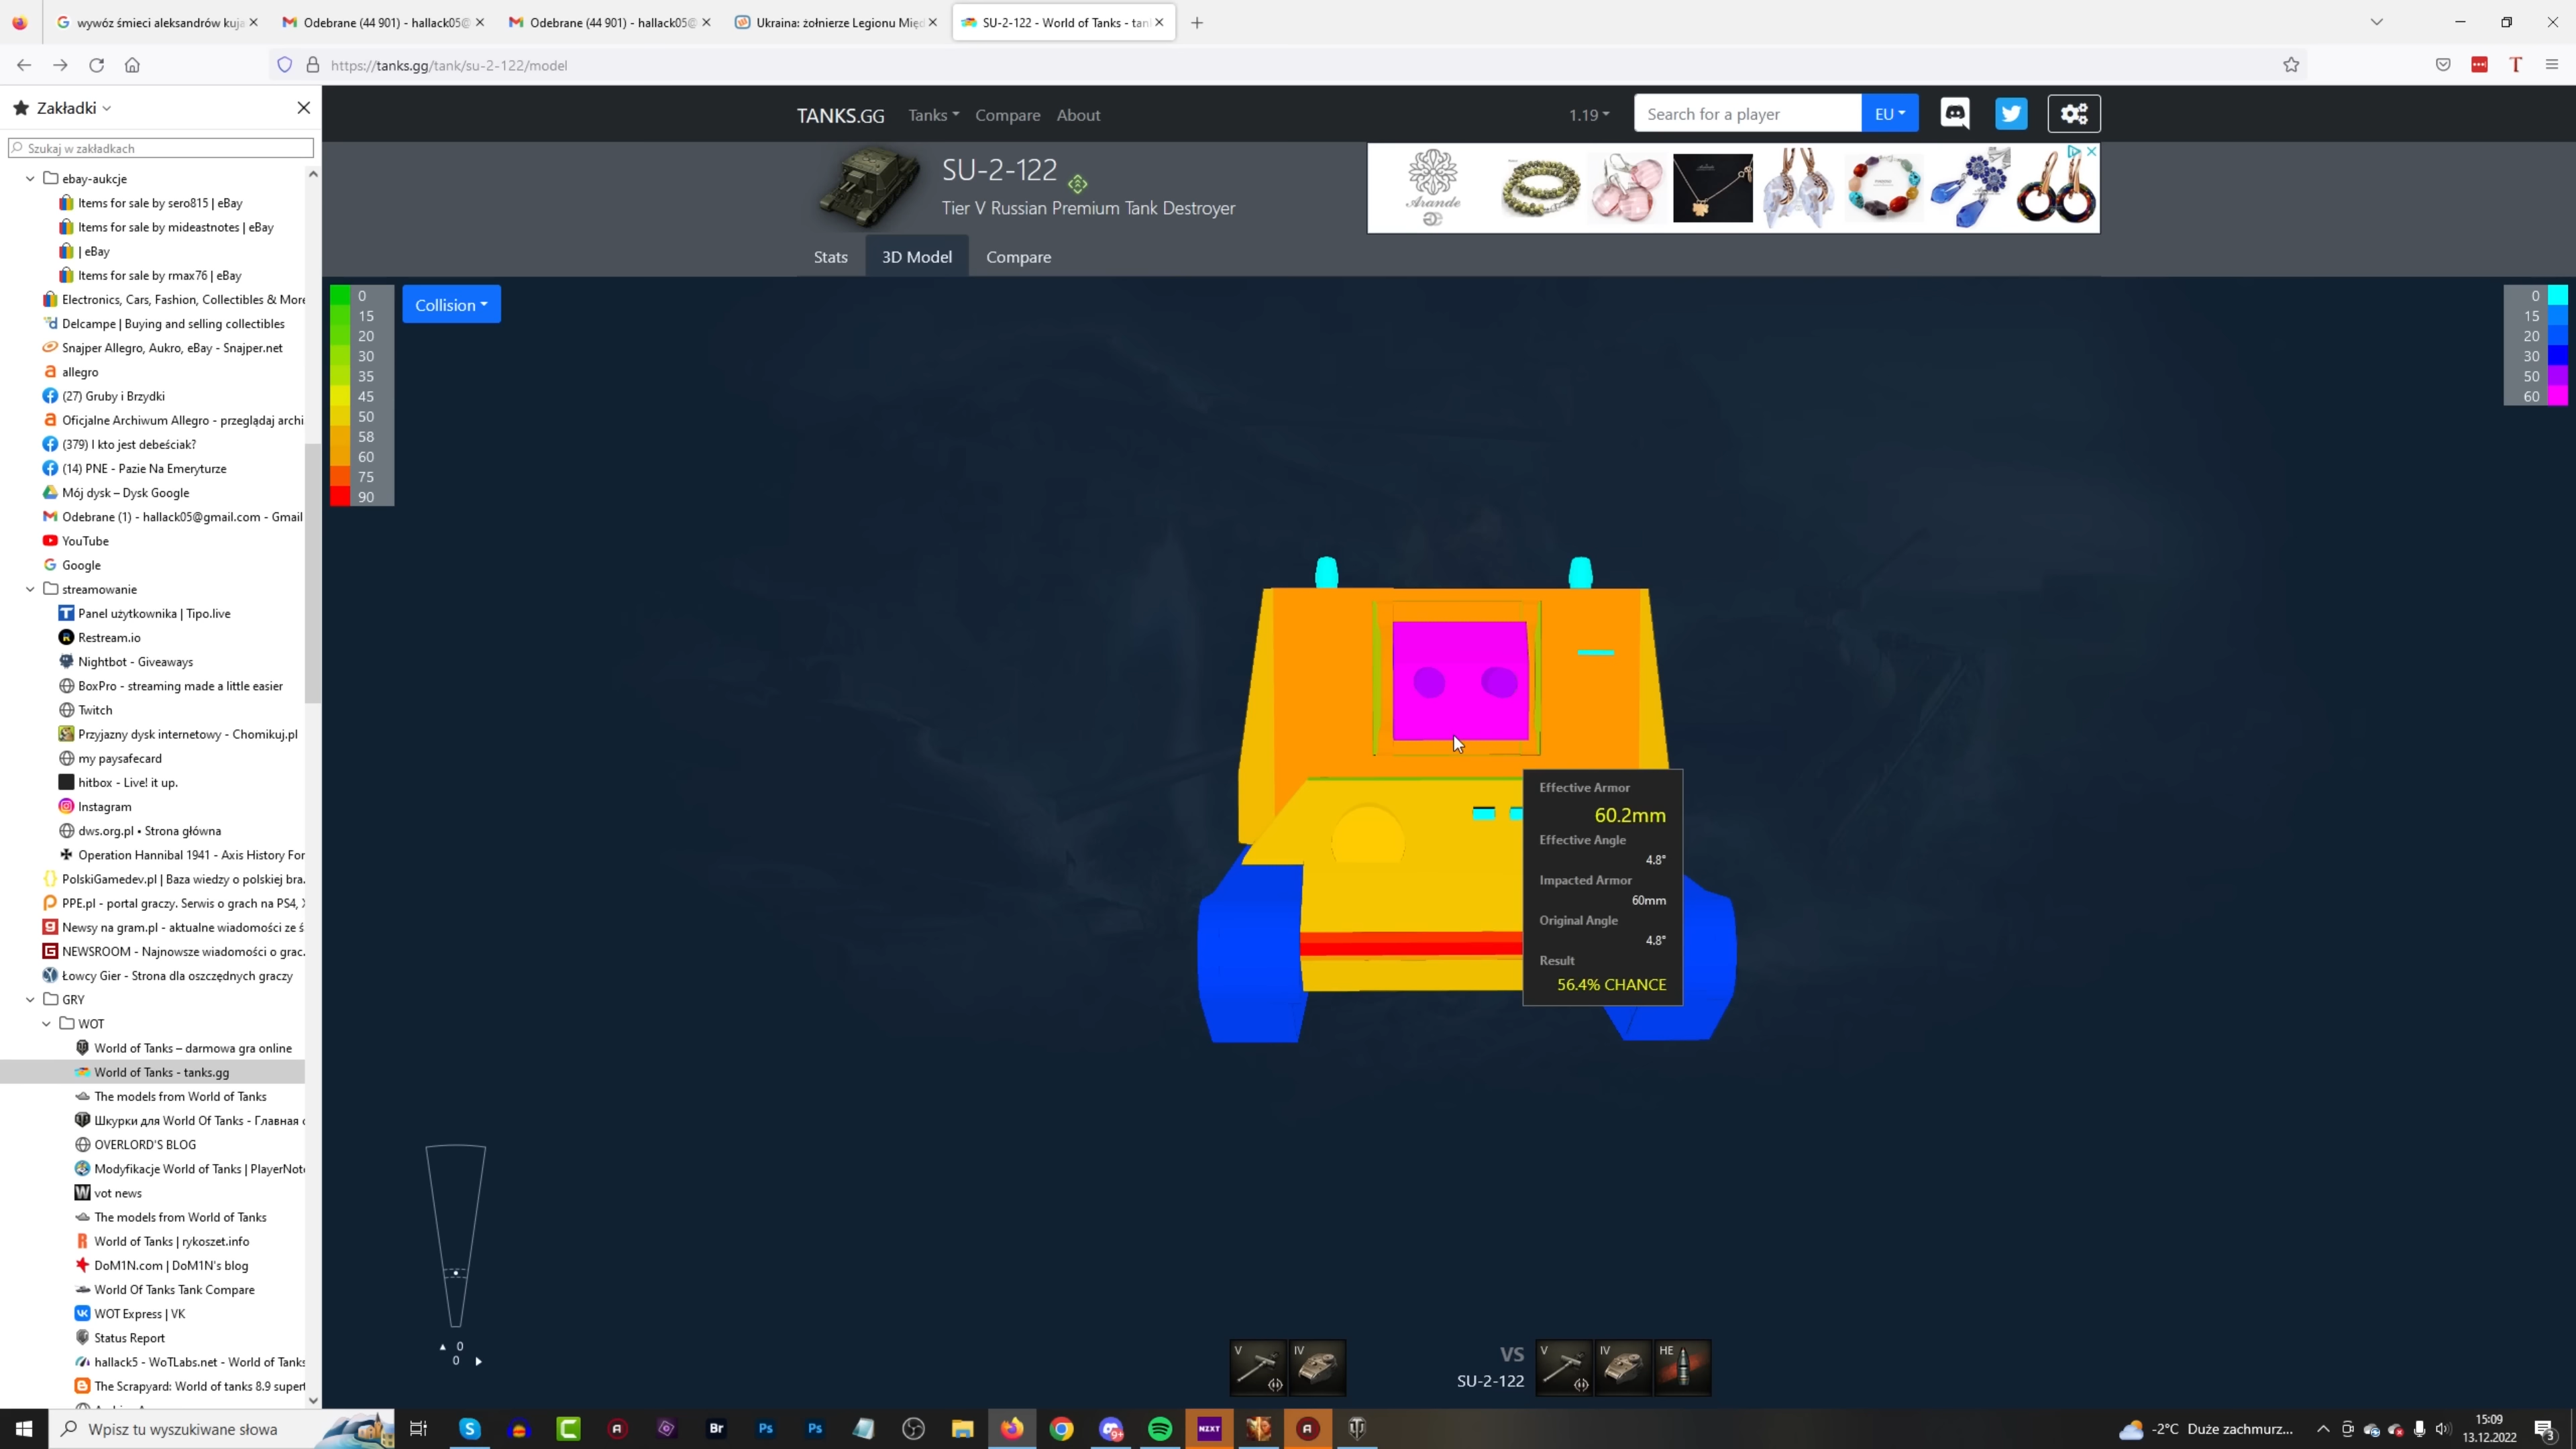 wywóz śmieci aleksandrów kuja
Odebrane (44 901) - hallack05@
Odebrane (44 901) - hallack05@
Ukraina: żołnierze Legionu Mię
SU-2-122 - World of Tanks - tan
https://tanks.gg/tank/su-2-122/model
Zakładki
Szukaj w zakładkach
ebay-aukcje
Items for sale by sero815 | eBay
Items for sale by mideastnotes | eBay
| eBay
Items for sale by rmax76 | eBay
Electronics, Cars, Fashion, Collectibles & More
Delcampe | Buying and selling collectibles
Snajper Allegro, Aukro, eBay - Snajper.net
allegro
(27) Gruby i Brzydki
Oficjalne Archiwum Allegro - przeglądaj archi
(379) I kto jest debeściak?
(14) PNE - Pazie Na Emeryturze
Mój dysk – Dysk Google
Odebrane (1) - hallack05@gmail.com - Gmail
YouTube
Google
streamowanie
Panel użytkownika | Tipo.live
Restream.io
Nightbot - Giveaways
BoxPro - streaming made a little easier
Twitch
Przyjazny dysk internetowy - Chomikuj.pl
my paysafecard
hitbox - Live! it up.
Instagram
dws.org.pl • Strona główna
Operation Hannibal 1941 - Axis History For
PolskiGamedev.pl | Baza wiedzy o polskiej bra.
PPE.pl - portal graczy. Serwis o grach na PS4, X
Newsy na gram.pl - aktualne wiadomości ze ś
NEWSROOM - Najnowsze wiadomości o grac.
Łowcy Gier - Strona dla oszczędnych graczy
GRY
WOT
World of Tanks – darmowa gra online
World of Tanks - tanks.gg
The models from World of Tanks
Шкурки для World Of Tanks - Главная с
OVERLORD'S BLOG
Modyfikacje World of Tanks | PlayerNote
vot news
The models from World of Tanks
World of Tanks | rykoszet.info
DoM1N.com | DoM1N's blog
World Of Tanks Tank Compare
WOT Express | VK
Status Report
hallack5 - WoTLabs.net - World of Tanks
The Scrapyard: World of tanks 8.9 supert
TANKS.GG
Tanks
Compare
About
1.19
Search for a player
EU
SU-2-122
Tier V Russian Premium Tank Destroyer
Arande
Stats
3D Model
Compare
Collision
0
15
20
30
35
45
50
58
60
75
90
0
15
20
30
50
60
Effective Armor
60.2mm
Effective Angle
4.8°
Impacted Armor
60mm
Original Angle
4.8°
Result
56.4% CHANCE
0
0
V
IV
VS
SU-2-122
V
IV
HE
Wpisz tu wyszukiwane słowa
Br
Ps
Ps
NEXT
9+
-2°C Duże zachmurz...
15:09
13.12.2022
3